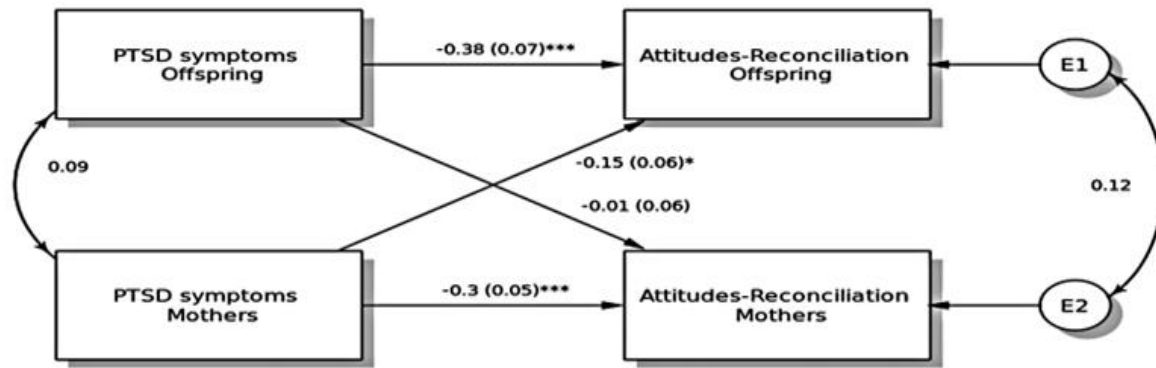 PTSD symptoms
Offspring
-0.38 (0.07)***
Attitudes-Reconciliation
Offspring
E1
0.09
-0.15 (0.06)*
-0.01 (0.06)
0.12
PTSD symptoms
Mothers
-0.3 (0.05)***
Attitudes-Reconciliation
Mothers
E2